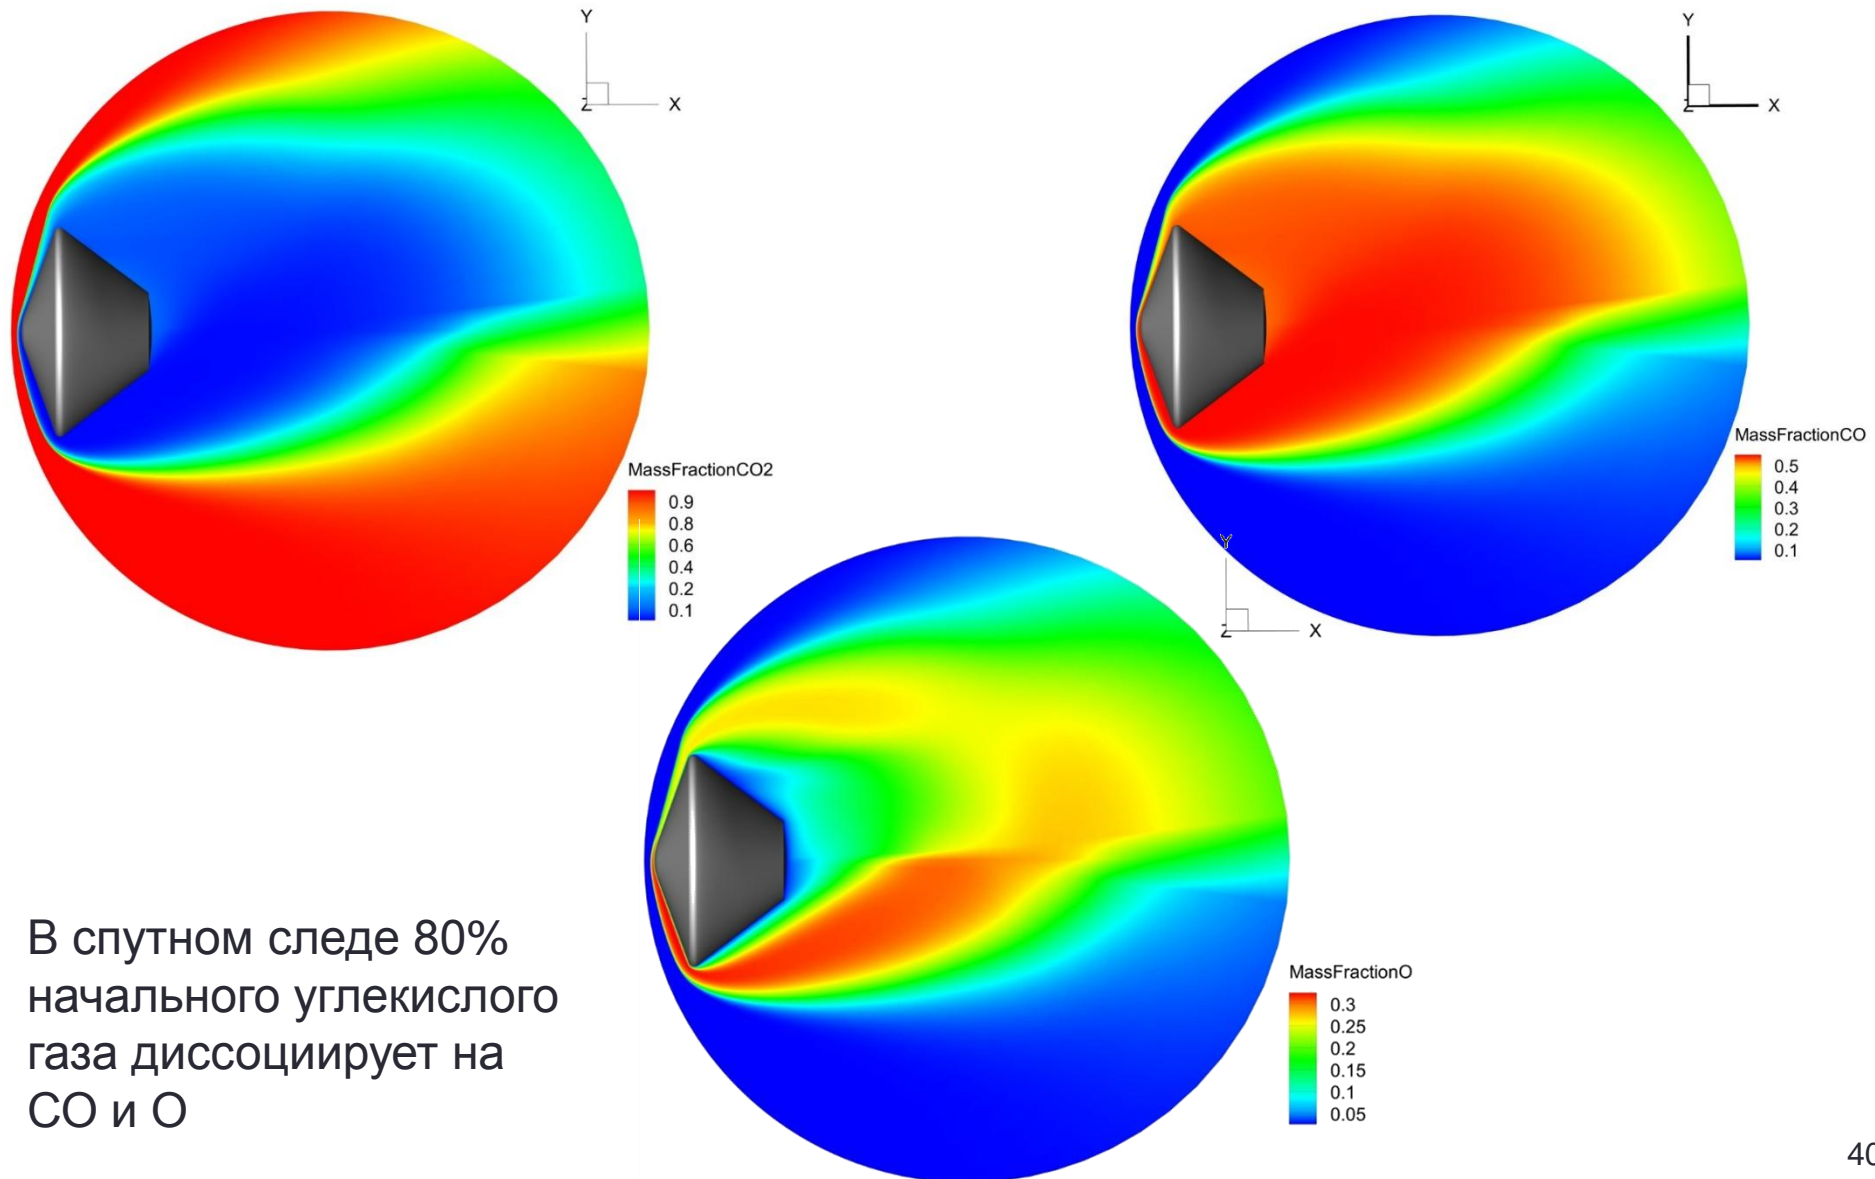 Y
Z X
MassFractionCO2
0.9
0.8
0.6
0.4
0.2
0.1
Y
Z X
MassFractionCO
0.5
0.4
0.3
0.2
0.1
Y
Z X
MassFractionO
0.3
0.25
0.2
0.15
0.1
0.05
В спутном следе 80%
начального углекислого
газа диссоциирует на
СО и О
40